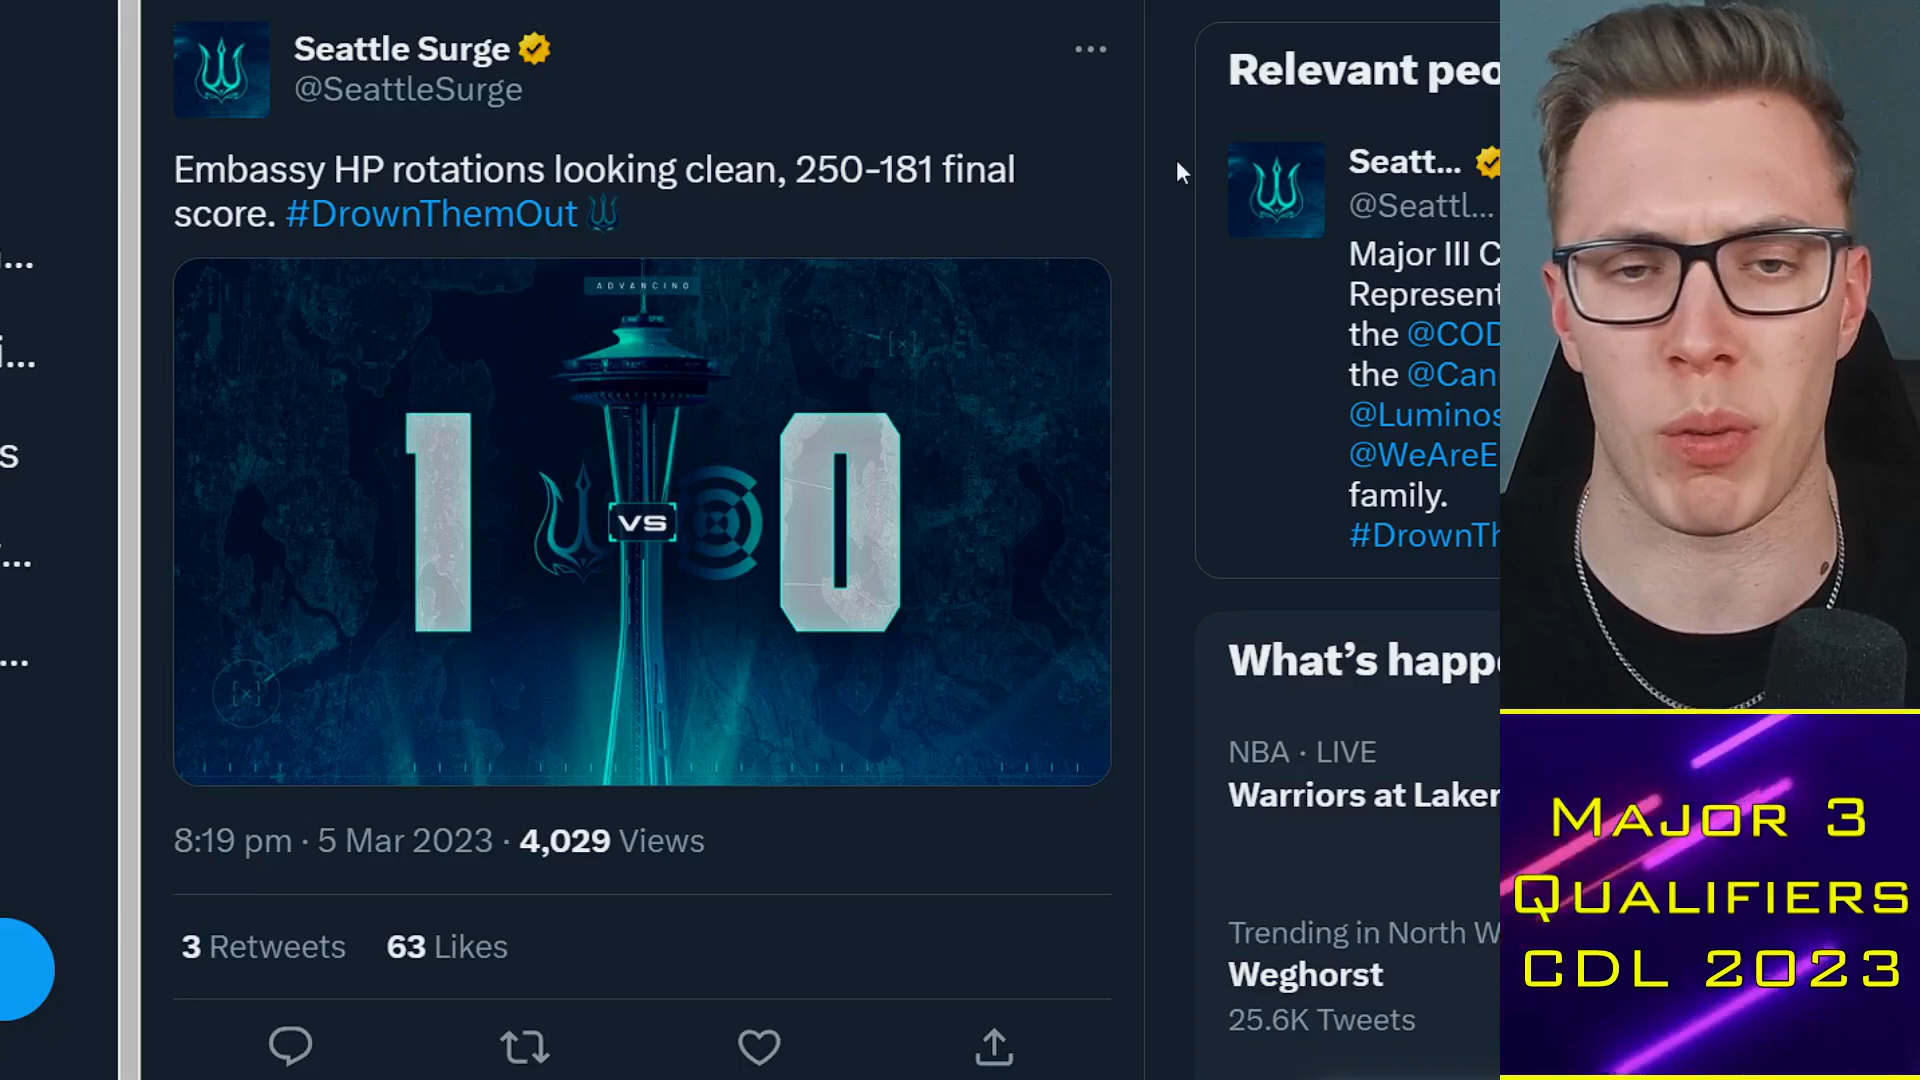 Seattle Surge
@SeattleSurge
Embassy HP rotations looking clean, 250-181 final
score. #DrownThemOut
ADVANCING
1 VS 0
8:19 pm · 5 Mar 2023 · 4,029 Views
3 Retweets 63 Likes
Relevant peo
Seatt...
@Seattl...
Major III C
Represent
the @COD
the @Can
@Luminos
@WeAreE
family.
#DrownTh
What's happe
NBA · LIVE
Warriors at Laker
Trending in North W
Weghorst
25.6K Tweets
MAJOR 3
QUALIFIERS
CDL 2023